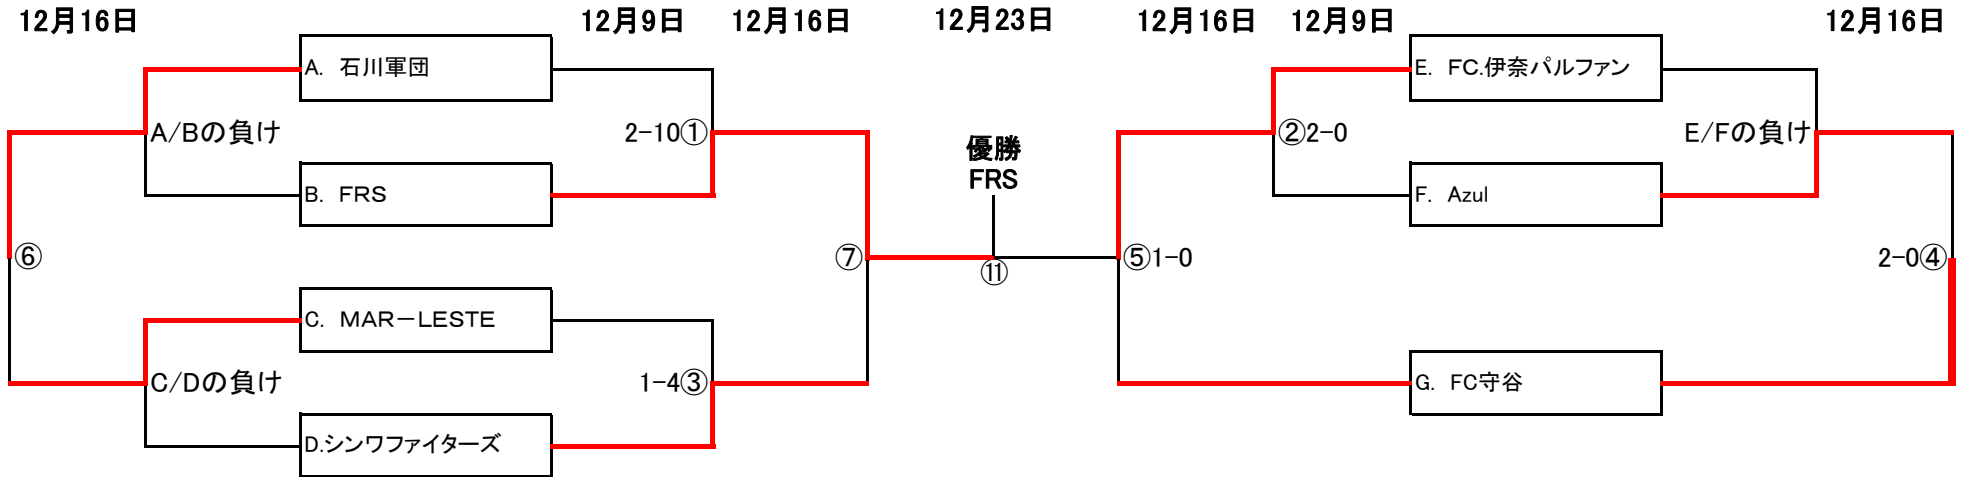 12月16日 12月9日 12月16日 12月23日 12月16日 12月9日 12月16日
A. 石川軍団
E. FC.伊奈パルファン
A/Bの負け
2-10①
優勝
FRS
②2-0
E/Fの負け
B. FRS
F. Azul
⑥
⑦
⑪
⑤1-0
2-0④
C. MAR－LESTE
C/Dの負け
1-4③
G. FC守谷
D.シンワファイターズ